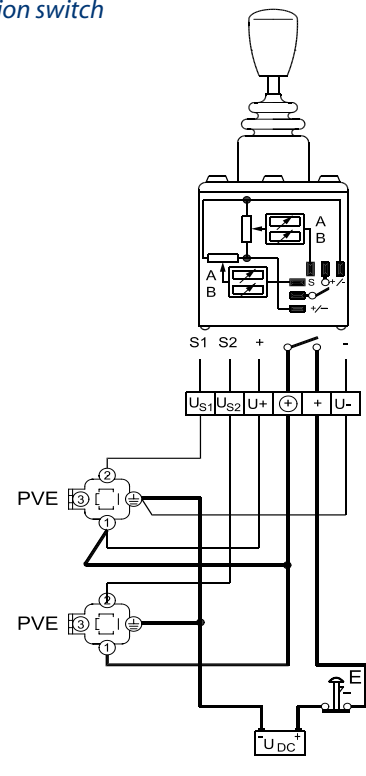 ion switch
A
B
A
B
S
+/-
+/-
S1 S2 + -
US1 US2 U+ + + U-
2
PVE 3
1
2
PVE 3
1
E
- UDC +